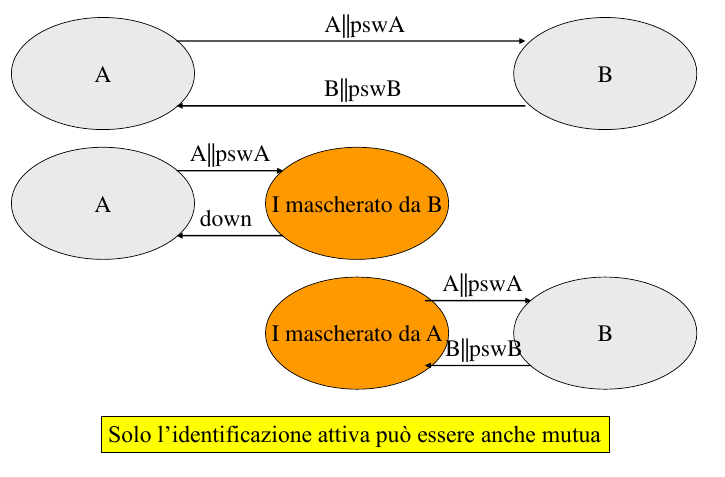 A||pswA
A
B
B||pswB
A||pswA
A
I mascherato da B
down
A||pswA
I mascherato da A
B
B||pswB
Solo l’identificazione attiva può essere anche mutua